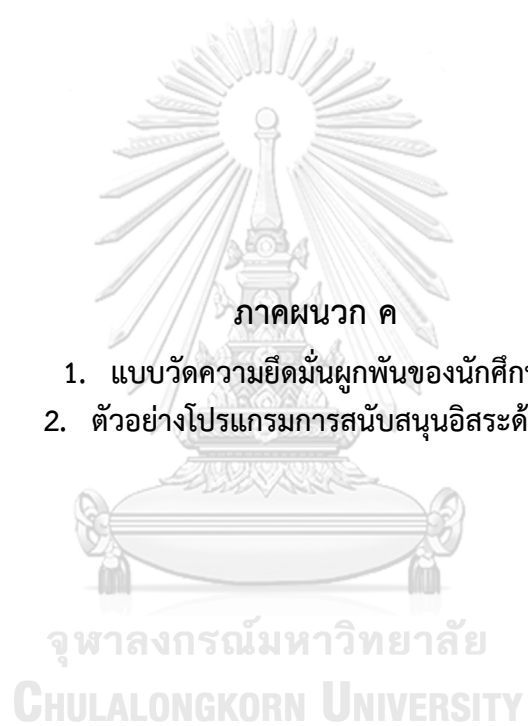 ภาคผนวก ค
1. แบบวัดความยึดมั่นผูกพันของนักศึกษ
2. ตัวอย่างโปรแกรมการสนับสนุนอิสระด้
จุฬาลงกรณ์มหาวิทยาลัย
CHULALONGKORN UNIVERSITY